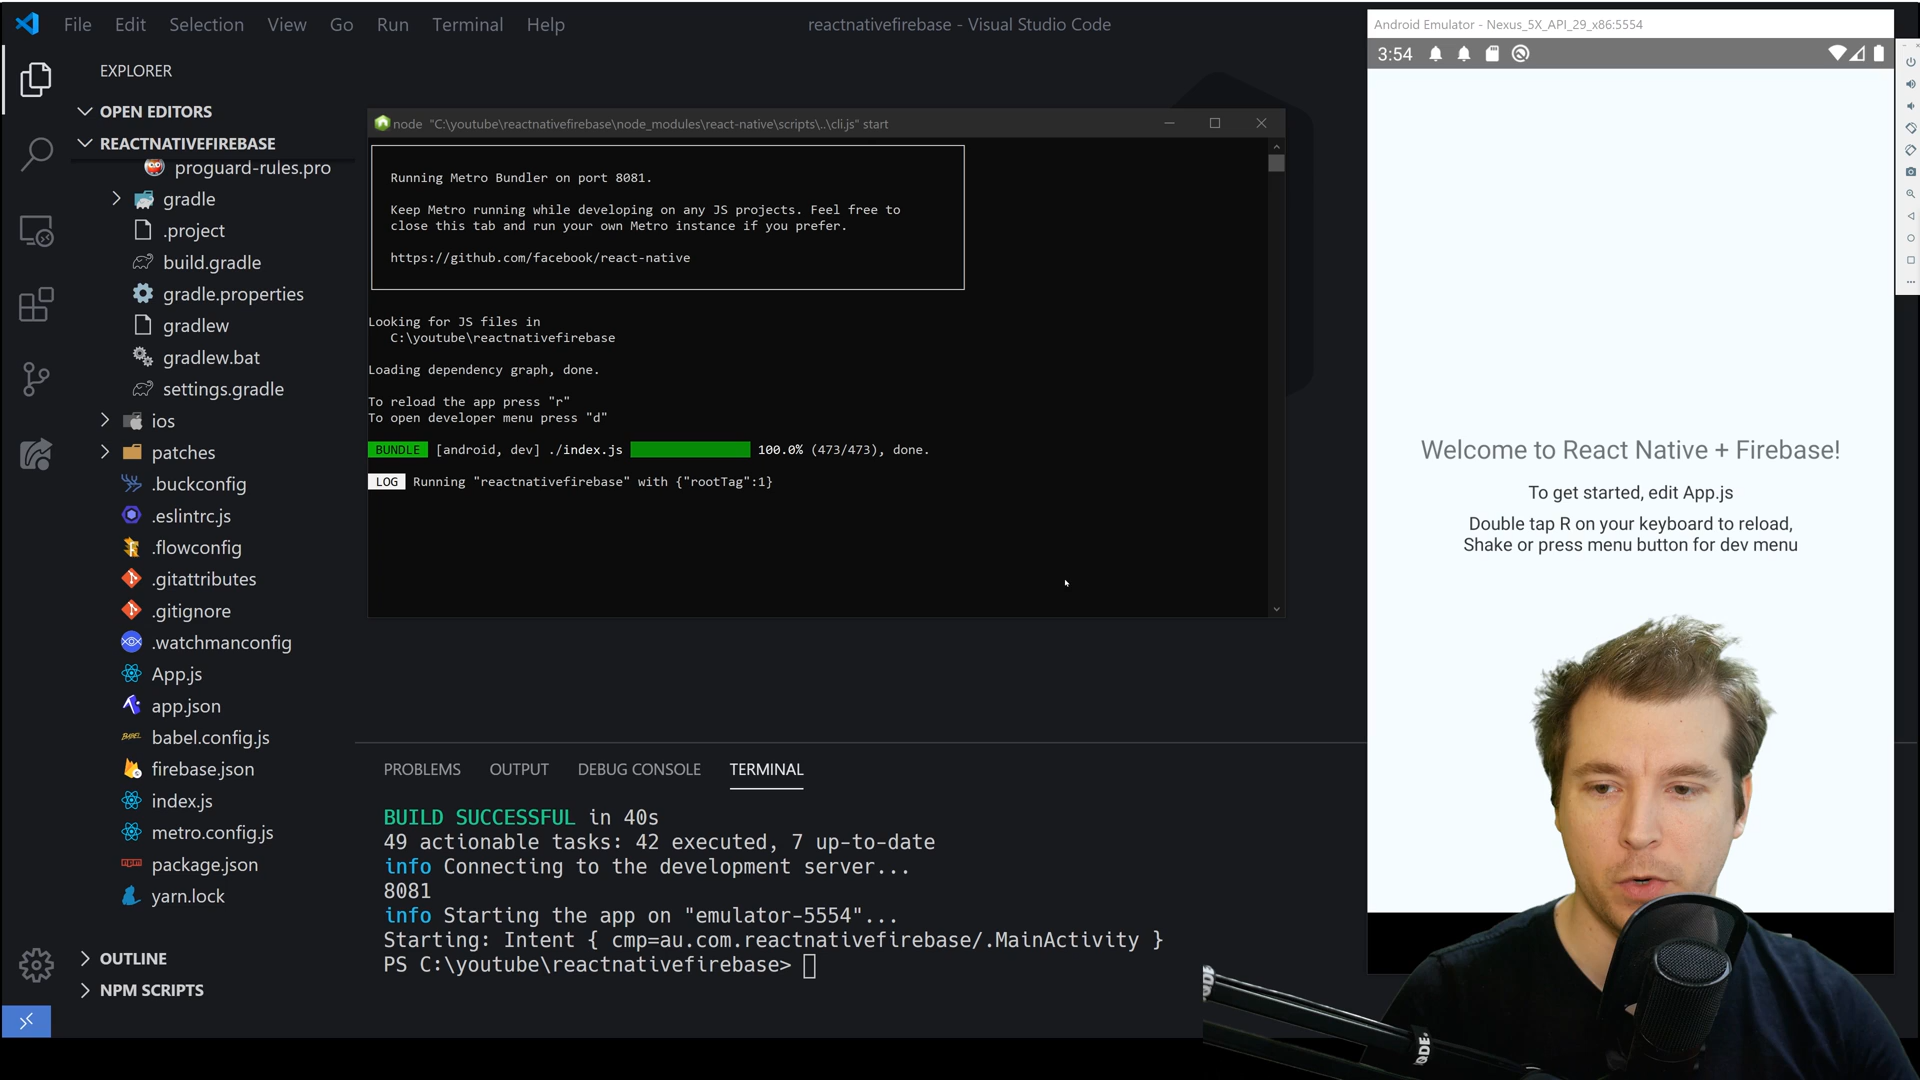 File Edit Selection View Go Run Terminal Help
reactnativefirebase - Visual Studio Code
EXPLORER
OPEN EDITORS
REACTNATIVEFIREBASE
proguard-rules.pro
gradle
.project
build.gradle
gradle.properties
gradlew
gradlew.bat
settings.gradle
ios
patches
.buckconfig
.eslintrc.js
.flowconfig
.gitattributes
.gitignore
.watchmanconfig
App.js
app.json
BABEL babel.config.js
firebase.json
index.js
metro.config.js
npm package.json
yarn.lock
OUTLINE
NPM SCRIPTS
node "C:\youtube\reactnativefirebase\node_modules\react-native\scripts\..\cli.js" start
Running Metro Bundler on port 8081.
Keep Metro running while developing on any JS projects. Feel free to
close this tab and run your own Metro instance if you prefer.
https://github.com/facebook/react-native
Looking for JS files in
C:\youtube\reactnativefirebase
Loading dependency graph, done.
To reload the app press "r"
To open developer menu press "d"
BUNDLE [android, dev] ./index.js 100.0% (473/473), done.
LOG Running "reactnativefirebase" with {"rootTag":1}
PROBLEMS OUTPUT DEBUG CONSOLE TERMINAL
BUILD SUCCESSFUL in 40s
49 actionable tasks: 42 executed, 7 up-to-date
info Connecting to the development server...
8081
info Starting the app on "emulator-5554"...
Starting: Intent { cmp=au.com.reactnativefirebase/.MainActivity }
PS C:\youtube\reactnativefirebase>
Android Emulator - Nexus_5X_API_29_x86:5554
3:54
Welcome to React Native + Firebase!
To get started, edit App.js
Double tap R on your keyboard to reload,
Shake or press menu button for dev menu